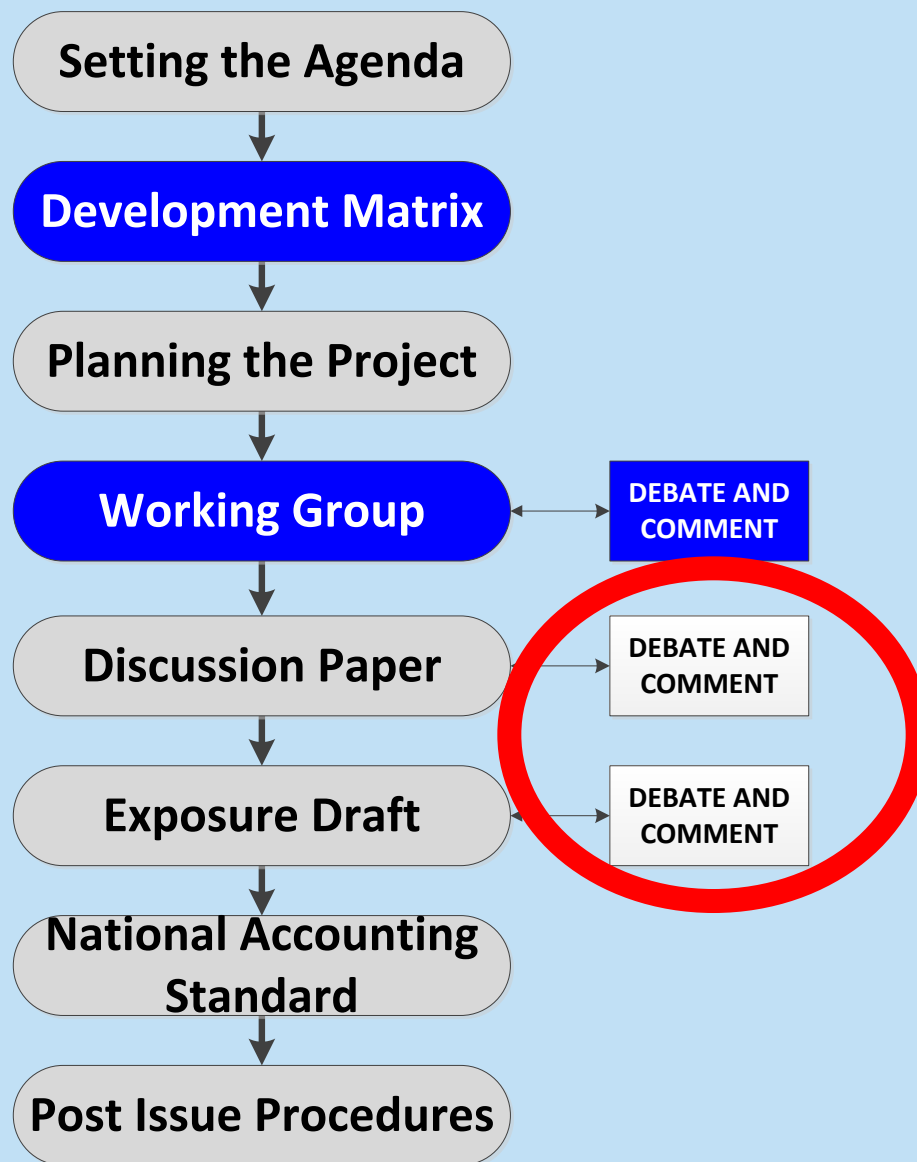 Setting the Agenda
Development Matrix
Planning the Project
Working Group
DEBATE AND
COMMENT
Discussion Paper
DEBATE AND
COMMENT
Exposure Draft
DEBATE AND
COMMENT
National Accounting
Standard
Post Issue Procedures